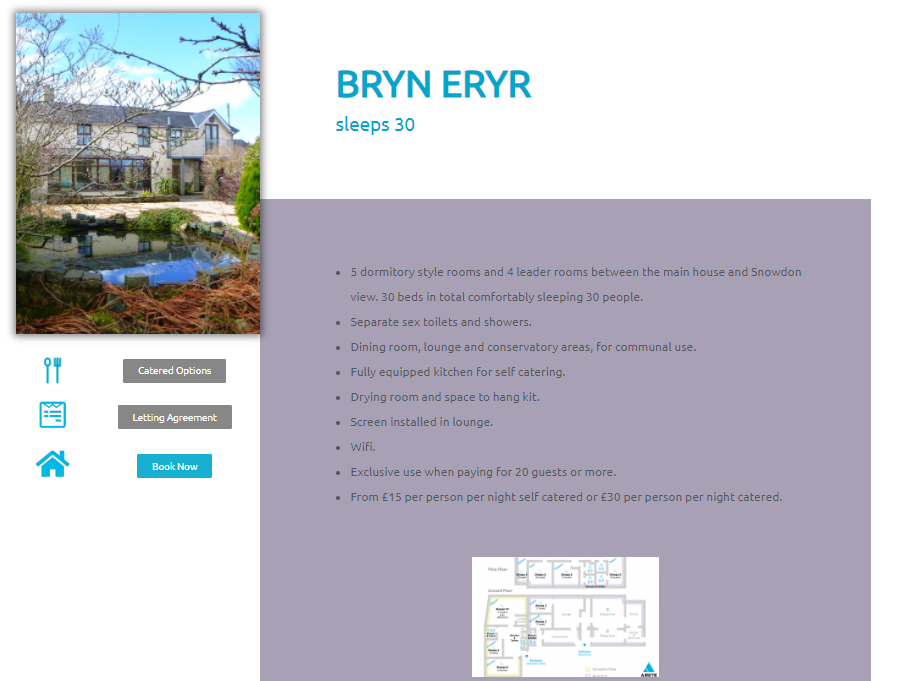 BRYN ERYR
sleeps 30
• 5 dormitory style rooms and 4 leader rooms between the main house and Snowdon
view. 30 beds in total comfortably sleeping 30 people.
• Separate sex toilets and showers.
• Dining room, lounge and conservatory areas, for communal use.
• Fully equipped kitchen for self catering.
• Drying room and space to hang kit.
• Screen installed in lounge.
• Wifi.
• Exclusive use when paying for 20 guests or more.
• From £15 per person per night self catered or £30 per person per night catered.
Catered Options
Letting Agreement
Book Now
Ground Floor